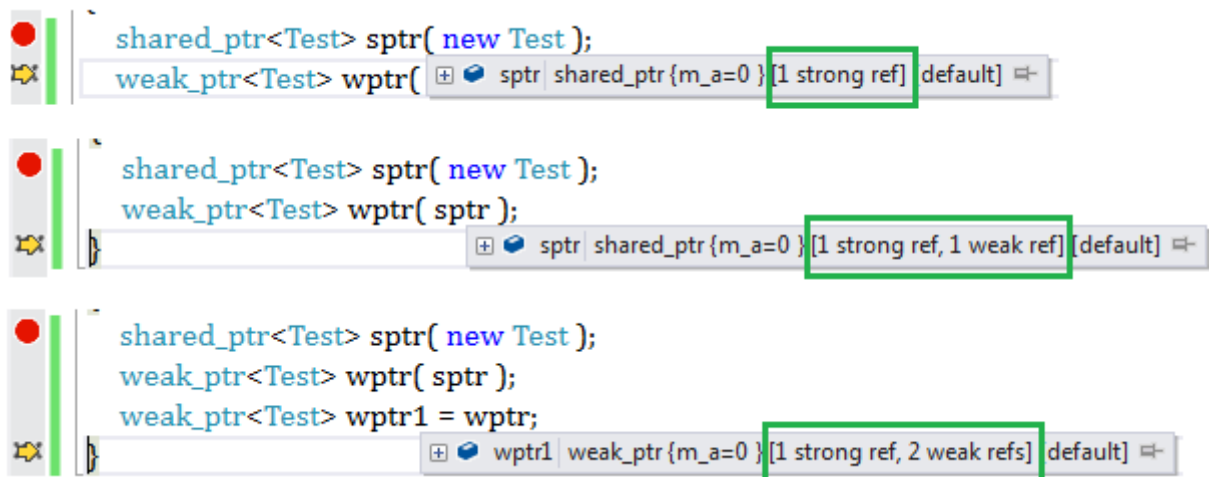 shared_ptr<Test> sptr( new Test );
weak_ptr<Test> wptr( sptr shared_ptr {m_a=0 } [1 strong ref] [default]
{
shared_ptr<Test> sptr( new Test );
weak_ptr<Test> wptr( sptr );
} sptr shared_ptr {m_a=0 } [1 strong ref, 1 weak ref] [default]
shared_ptr<Test> sptr( new Test );
weak_ptr<Test> wptr( sptr );
weak_ptr<Test> wptr1 = wptr;
} wptr1 weak_ptr {m_a=0 } [1 strong ref, 2 weak refs] [default]